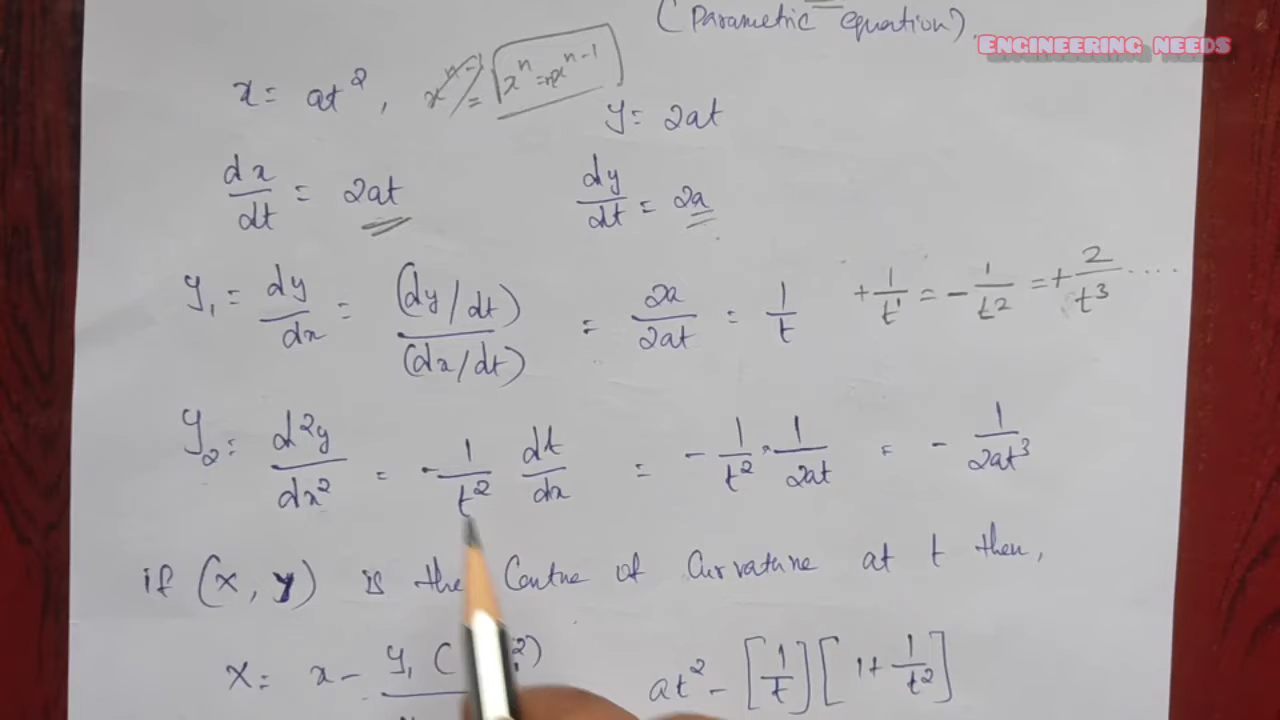 (Parametric equation).
ENGINEERING NEEDS
x = at², xⁿ⁻¹ = xⁿ = nxⁿ⁻¹
y = 2at
dx/dt = 2at dy/dt = 2a
y₁ = dy/dx = (dy/dt)/(dx/dt) = 2a/2at = 1/t + 1/t¹ = - 1/t² = + 2/t³ ....
y₂ = d²y/dx² = - 1/t² dt/dx = - 1/t² · 1/2at = - 1/2at³
if (x, y) is the Centre of Curvature at t then,
X = x - y₁ ( ²) at² - [1/t] [1 + 1/t²]